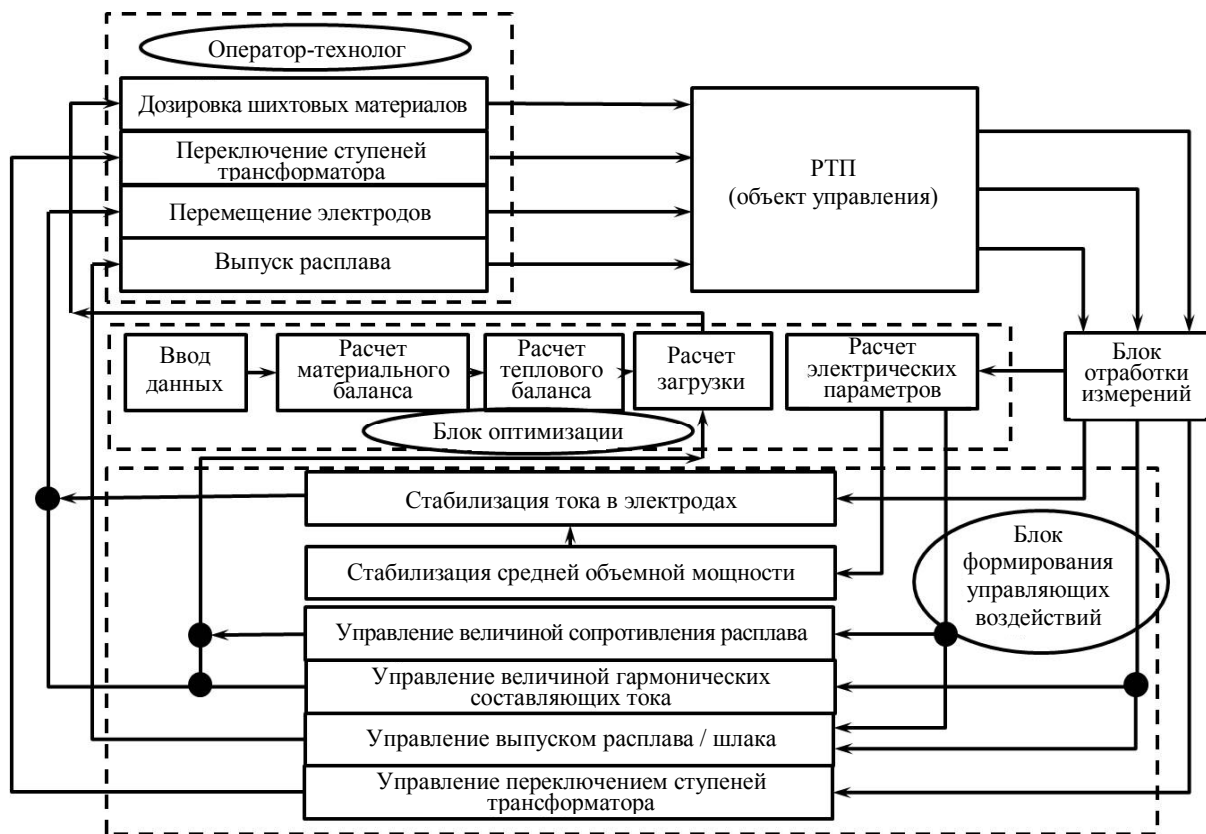 Оператор-технолог
Дозировка шихтовых материалов
Переключение ступеней
трансформатора
Перемещение электродов
Выпуск расплава
РТП
(объект управления)
Ввод
данных
Расчет
материального
баланса
Расчет
теплового
баланса
Расчет
загрузки
Расчет
электрических
параметров
Блок
отработки
измерений
Блок оптимизации
Стабилизация тока в электродах
Стабилизация средней объемной мощности
Управление величиной сопротивления расплава
Управление величиной гармонических
составляющих тока
Управление выпуском расплава / шлака
Управление переключением ступеней
трансформатора
Блок
формирования
управляющих
воздействий